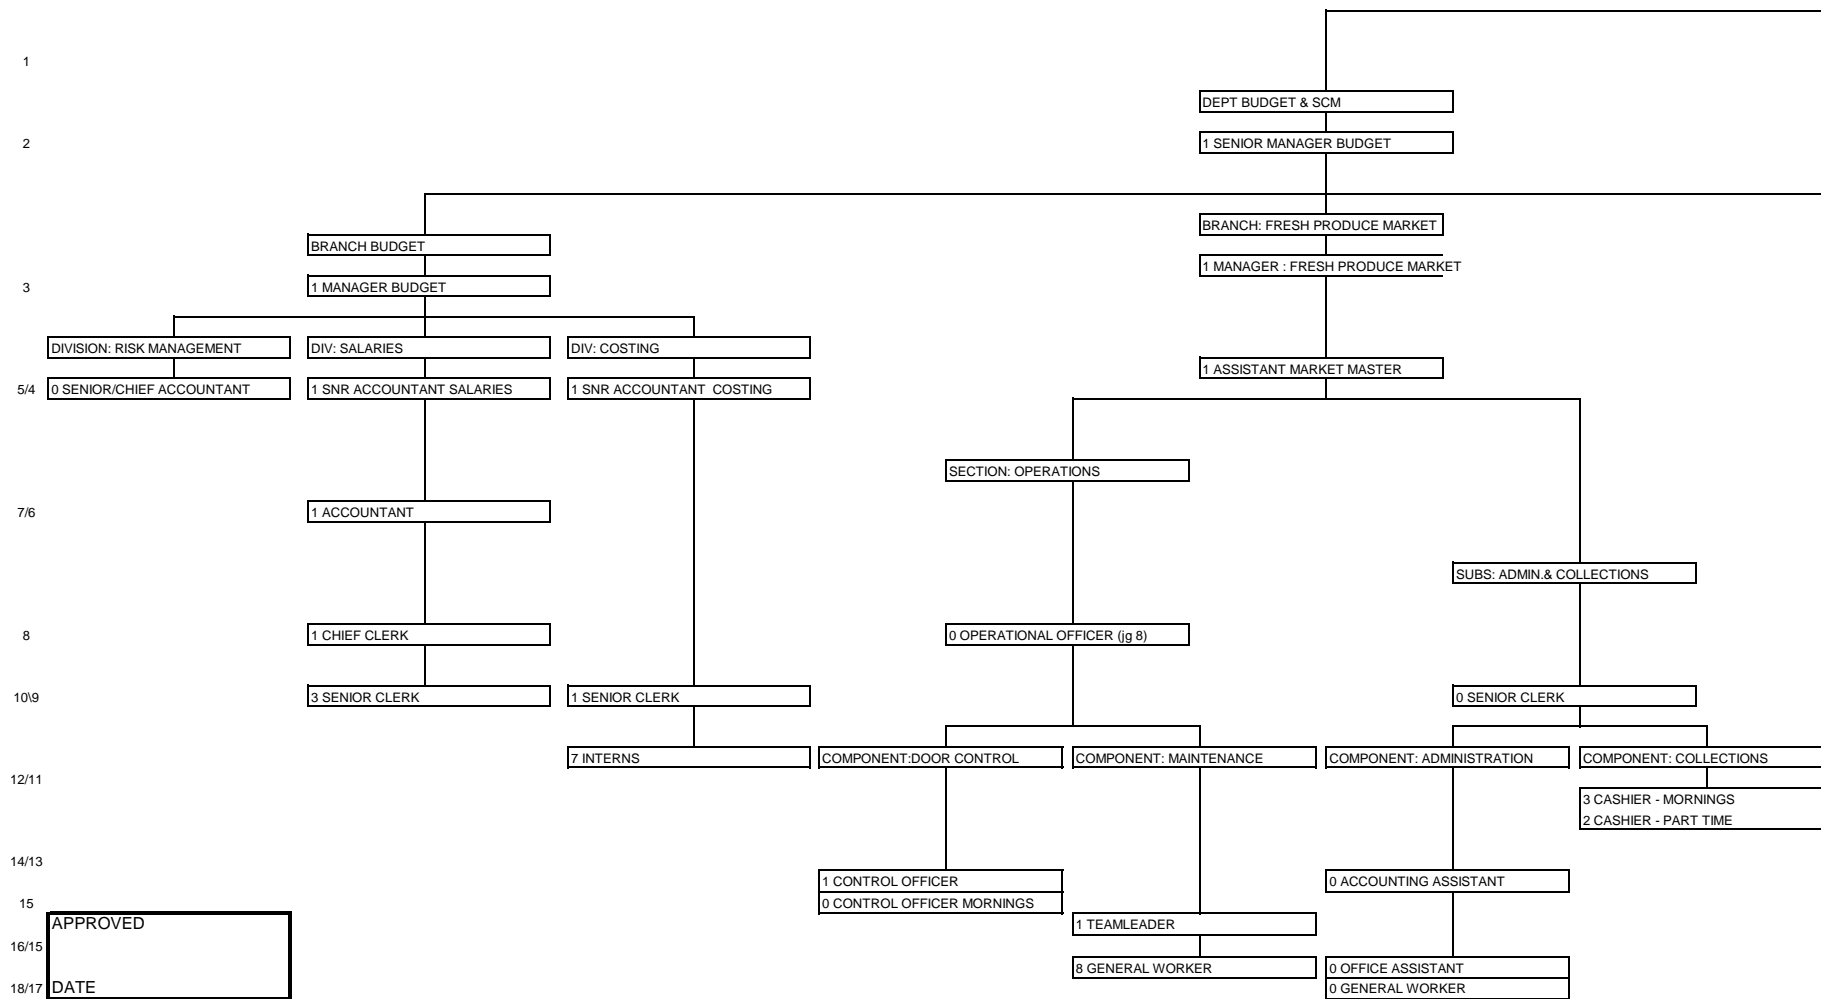 1
DEPT BUDGET & SCM
2
1 SENIOR MANAGER BUDGET
BRANCH: FRESH PRODUCE MARKET
BRANCH BUDGET
1 MANAGER : FRESH PRODUCE MARKET
3
1 MANAGER BUDGET
DIVISION: RISK MANAGEMENT
DIV: SALARIES
DIV: COSTING
1 ASSISTANT MARKET MASTER
5/4
0 SENIOR/CHIEF ACCOUNTANT
1 SNR ACCOUNTANT SALARIES
1 SNR ACCOUNTANT  COSTING
SECTION: OPERATIONS
7/6
1 ACCOUNTANT
SUBS: ADMIN.& COLLECTIONS
8
1 CHIEF CLERK
0 OPERATIONAL OFFICER (jg 8)
10\9
3 SENIOR CLERK
1 SENIOR CLERK
0 SENIOR CLERK
7 INTERNS
COMPONENT:DOOR CONTROL
COMPONENT: MAINTENANCE
COMPONENT: ADMINISTRATION
COMPONENT: COLLECTIONS
12/11
3 CASHIER - MORNINGS
2 CASHIER - PART TIME
14/13
1 CONTROL OFFICER
0 ACCOUNTING ASSISTANT
15
0 CONTROL OFFICER MORNINGS
APPROVED
1 TEAMLEADER
16/15
8 GENERAL WORKER
0 OFFICE ASSISTANT
18/17
DATE
0 GENERAL WORKER